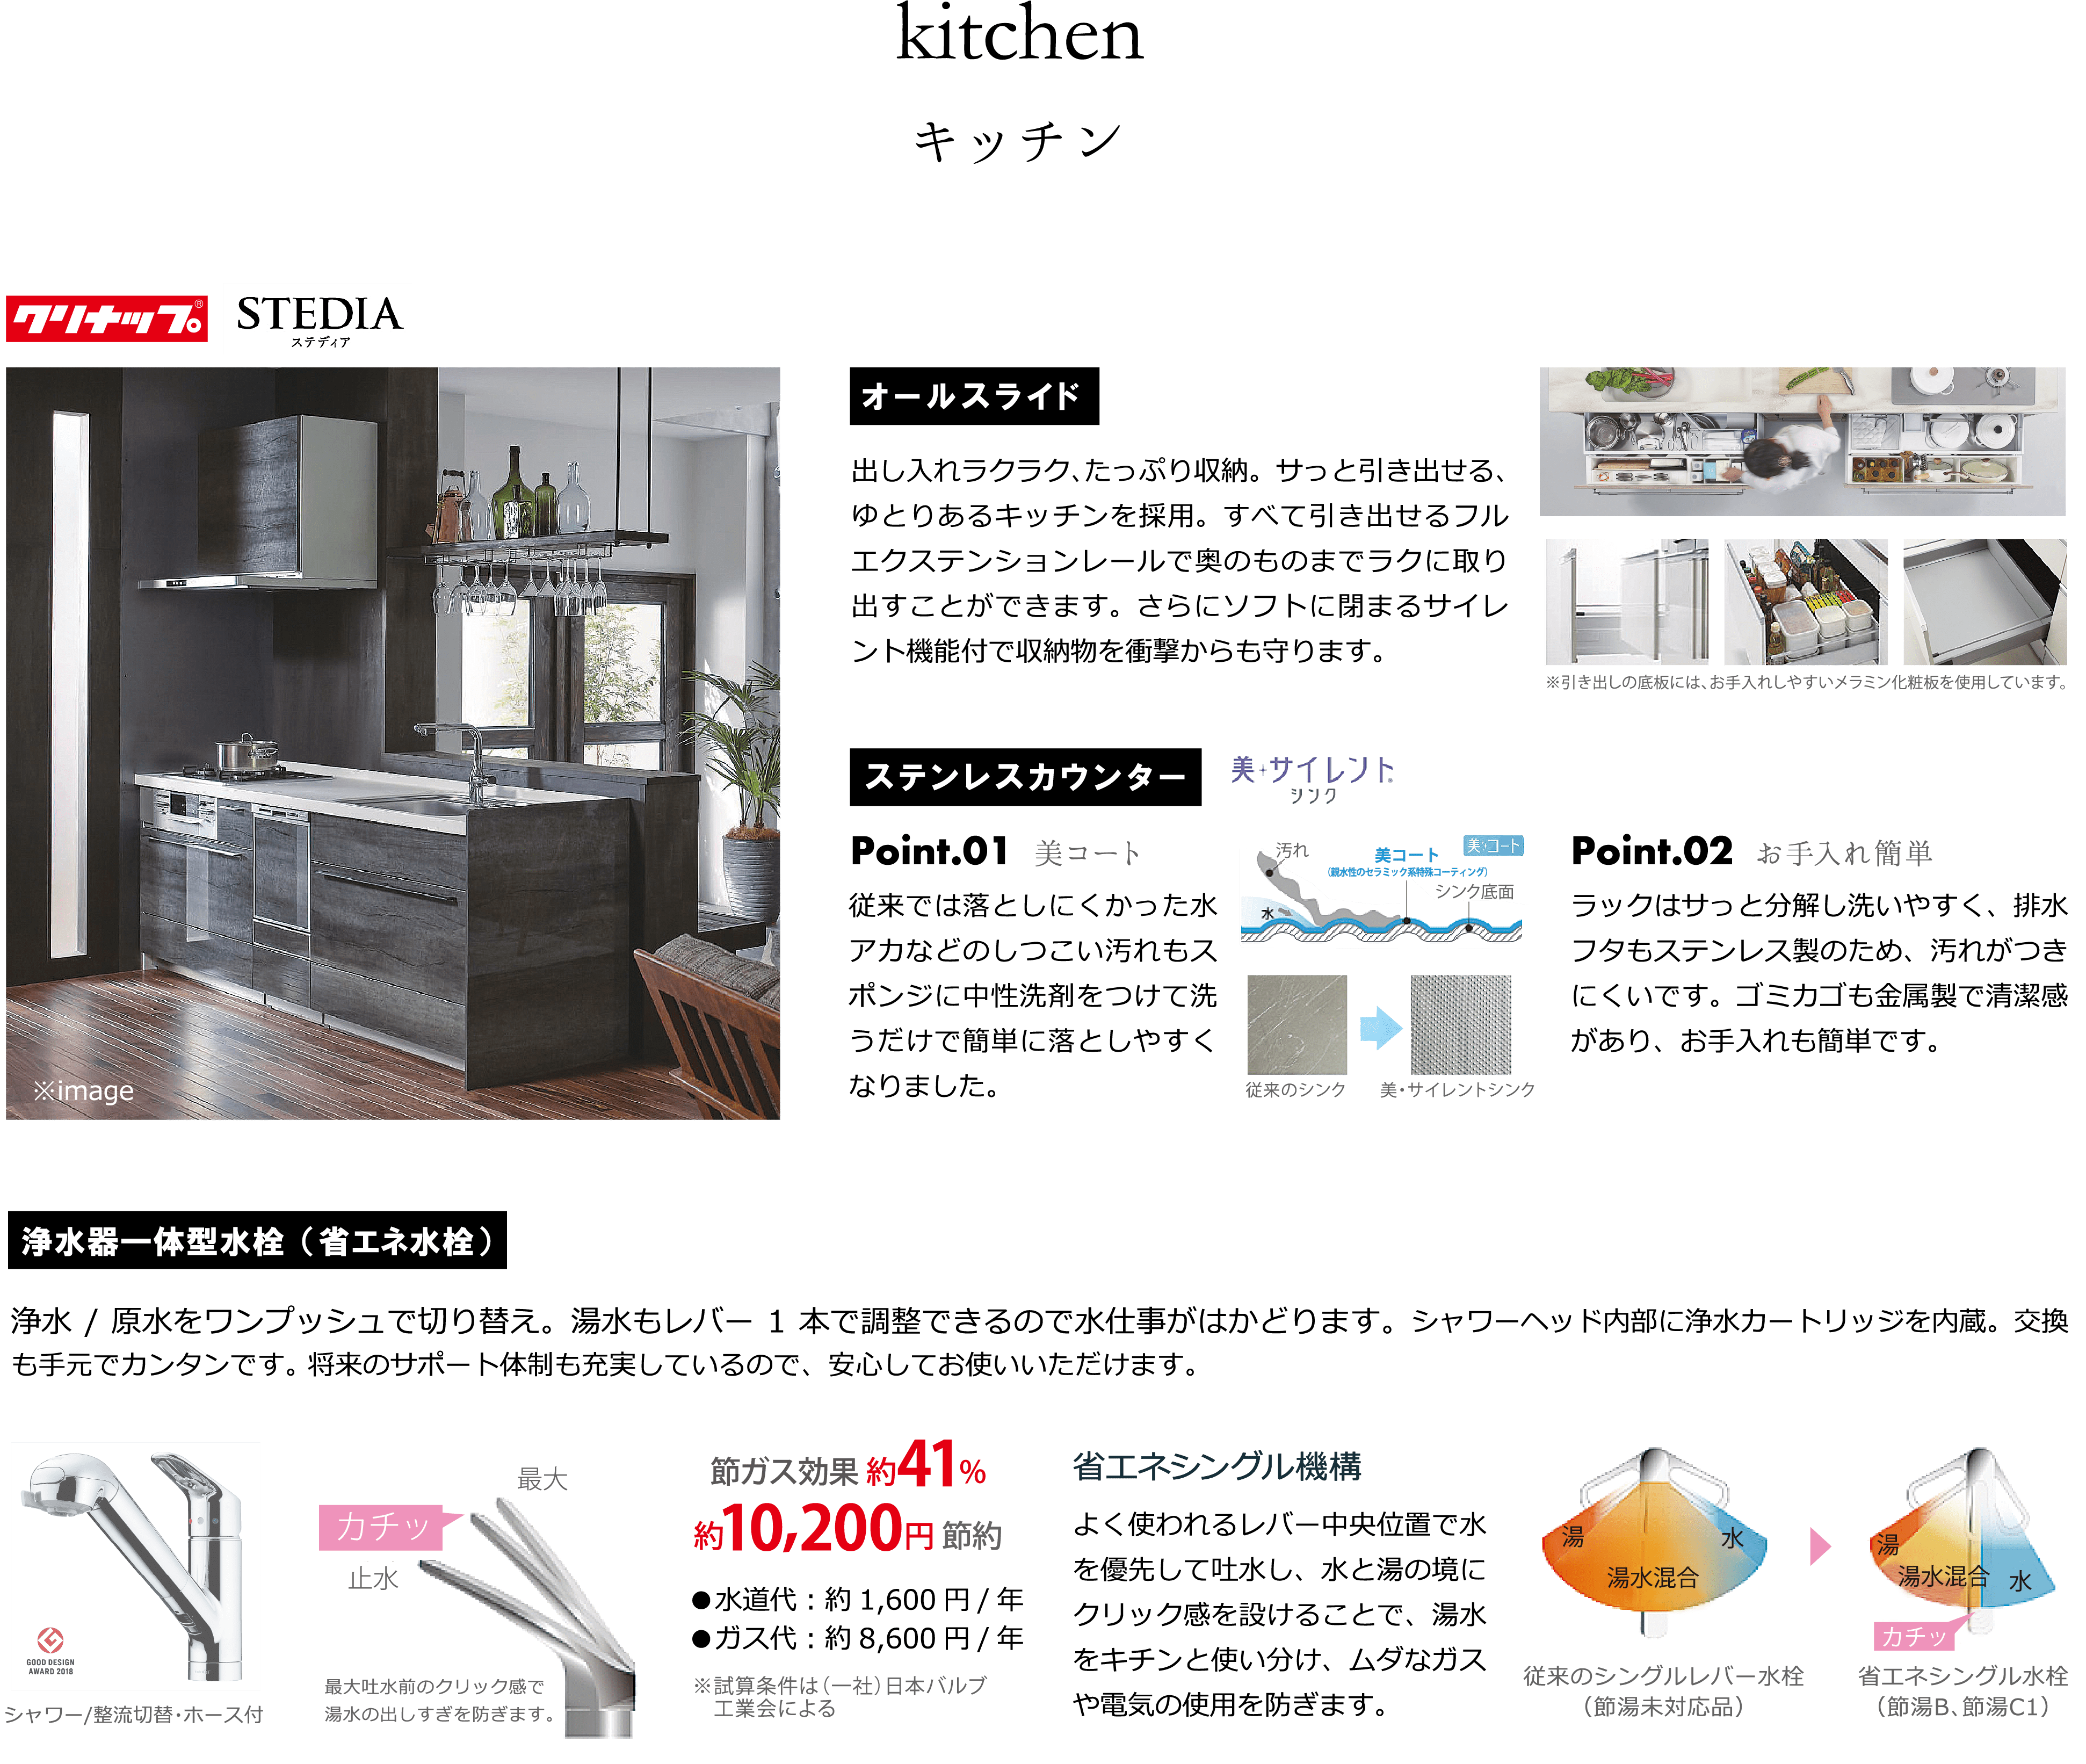 kitchen
キッチン
クリナップ®
STEDIA
ステディア
※image
オールスライド
出し入れラクラク、たっぷり収納。サっと引き出せる、
ゆとりあるキッチンを採用。すべて引き出せるフル
エクステンションレールで奥のものまでラクに取り
出すことができます。さらにソフトに閉まるサイレ
ント機能付で収納物を衝撃からも守ります。
※引き出しの底板には、お手入れしやすいメラミン化粧板を使用しています。
ステンレスカウンター
美+サイレント®
シンク
Point.01 美コート
従来では落としにくかった水
アカなどのしつこい汚れもス
ポンジに中性洗剤をつけて洗
うだけで簡単に落としやすく
なりました。
汚れ
美コート
美・コート
(親水性のセラミック系特殊コーティング)
シンク底面
水
従来のシンク
美・サイレントシンク
Point.02 お手入れ簡単
ラックはサっと分解し洗いやすく、排水
フタもステンレス製のため、汚れがつき
にくいです。ゴミカゴも金属製で清潔感
があり、お手入れも簡単です。
浄水器一体型水栓（省エネ水栓）
浄水 / 原水をワンプッシュで切り替え。湯水もレバー 1 本で調整できるので水仕事がはかどります。シャワーヘッド内部に浄水カートリッジを内蔵。交換
も手元でカンタンです。将来のサポート体制も充実しているので、安心してお使いいただけます。
GOOD DESIGN
AWARD 2018
シャワー/整流切替・ホース付
最大
カチッ
止水
最大吐水前のクリック感で
湯水の出しすぎを防ぎます。
節ガス効果 約41%
約10,200円 節約
●水道代：約 1,600 円 / 年
●ガス代：約 8,600 円 / 年
※試算条件は（一社）日本バルブ
工業会による
省エネシングル機構
よく使われるレバー中央位置で水
を優先して吐水し、水と湯の境に
クリック感を設けることで、湯水
をキチンと使い分け、ムダなガス
や電気の使用を防ぎます。
湯
水
湯水混合
従来のシングルレバー水栓
（節湯未対応品）
湯
湯水混合
水
カチッ
省エネシングル水栓
（節湯B、節湯C1）